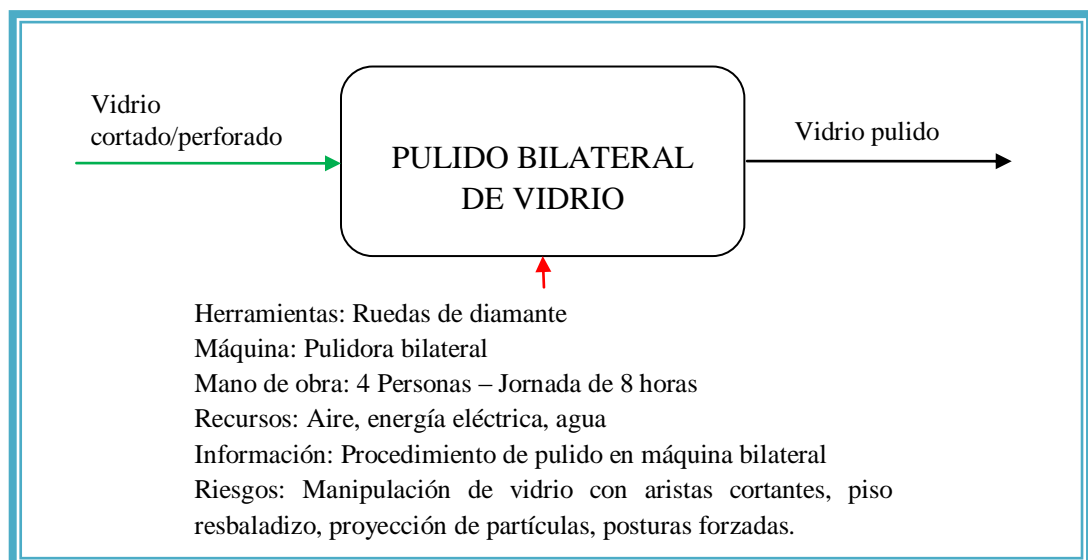 Vidrio
cortado/perforado
PULIDO BILATERAL
DE VIDRIO
Vidrio pulido
Herramientas: Ruedas de diamante
Máquina: Pulidora bilateral
Mano de obra: 4 Personas – Jornada de 8 horas
Recursos: Aire, energía eléctrica, agua
Información: Procedimiento de pulido en máquina bilateral
Riesgos: Manipulación de vidrio con aristas cortantes, piso
resbaladizo, proyección de partículas, posturas forzadas.